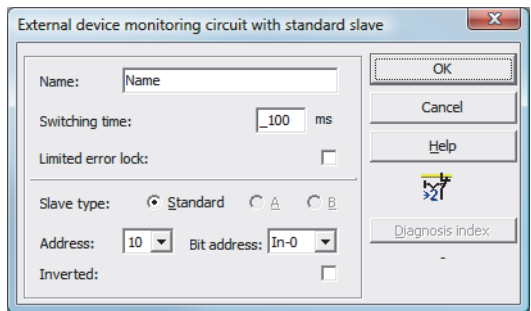 External device monitoring circuit with standard slave
Name: Name
Switching time: _100 ms
Limited error lock:
Slave type: Standard A B
Address: 10 Bit address: In-0
Inverted:
OK
Cancel
Help
>2
Diagnosis index
-